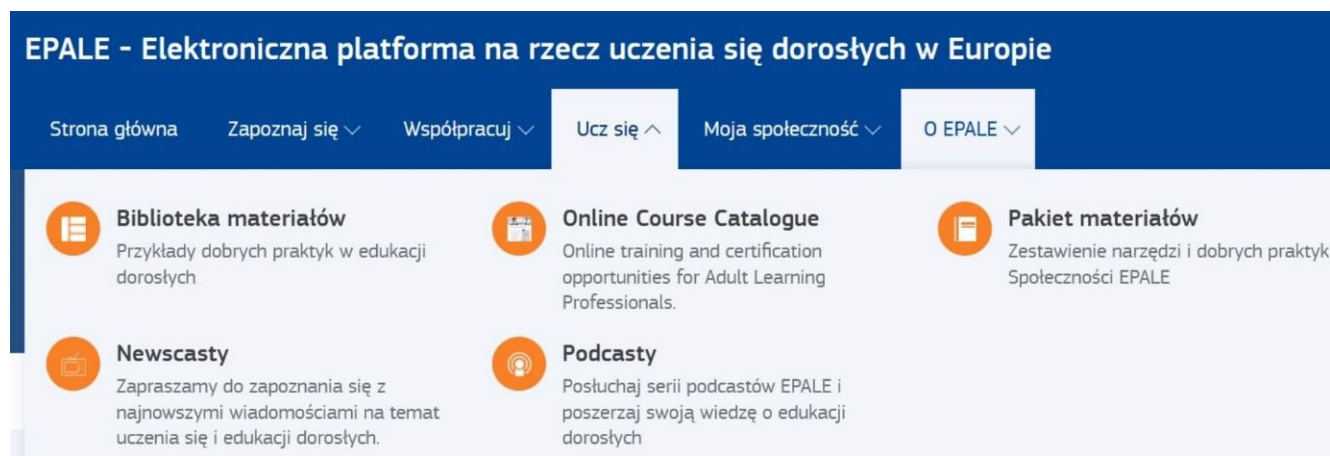 EPALE - Elektroniczna platforma na rzecz uczenia się dorosłych w Europie
Strona główna Zapoznaj się Współpracuj Ucz się Moja społeczność O EPALE
Biblioteka materiałów
Przykłady dobrych praktyk w edukacji
dorosłych
Online Course Catalogue
Online training and certification
opportunities for Adult Learning
Professionals.
Pakiet materiałów
Zestawienie narzędzi i dobrych praktyk
Społeczności EPALE
Newscasty
Zapraszamy do zapoznania się z
najnowszymi wiadomościami na temat
uczenia się i edukacji dorosłych.
Podcasty
Posłuchaj serii podcastów EPALE i
poszerzaj swoją wiedzę o edukacji
dorosłych